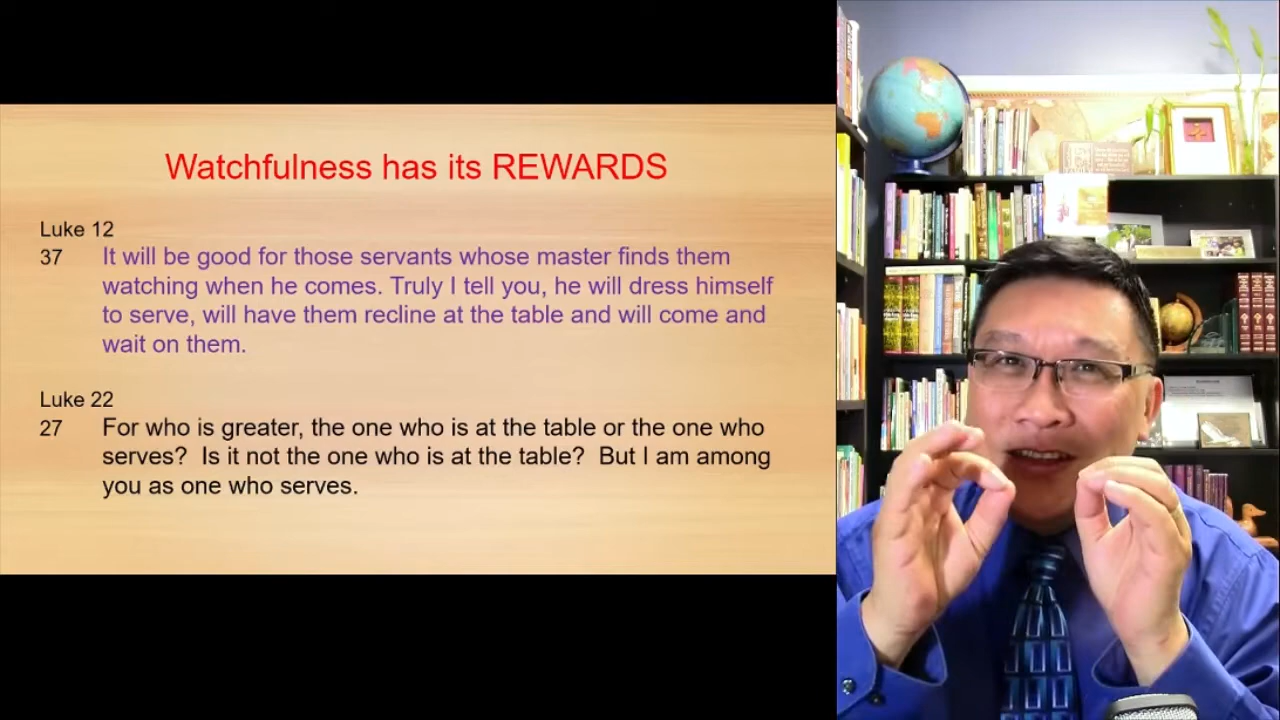 Watchfulness has its REWARDS
Luke 12
37 It will be good for those servants whose master finds them
watching when he comes. Truly I tell you, he will dress himself
to serve, will have them recline at the table and will come and
wait on them.
Luke 22
27 For who is greater, the one who is at the table or the one who
serves? Is it not the one who is at the table? But I am among
you as one who serves.